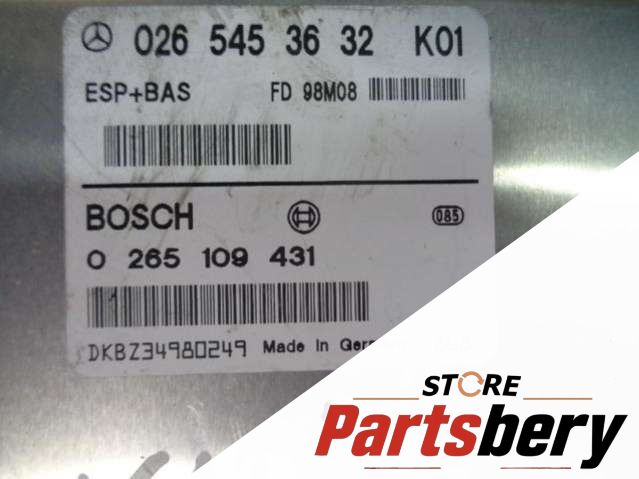 026 545 36 32 K01
ESP+BAS FD 98M08
BOSCH 085
0 265 109 431
DKBZ34980249 Made In
STORE
Partsbery